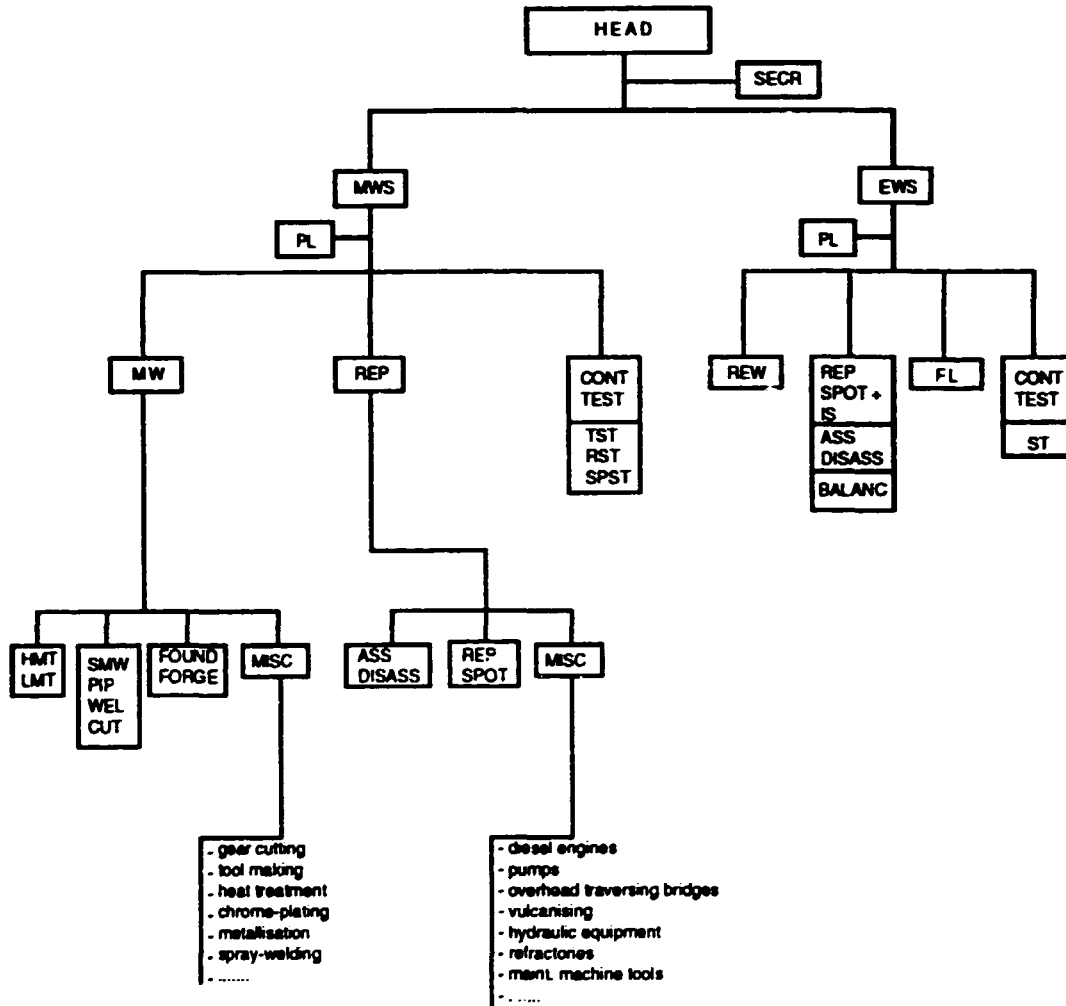 HEAD
SECR
MWS
EWS
PL
PL
MW
REP
CONT
TEST
TST
RST
SPST
REW
REP
SPOT +
IS
ASS
DISASS
BALANC
FL
CONT
TEST
ST
HMT
LMT
SMW
PIP
WEL
CUT
FOUND
FORGE
MISC
ASS
DISASS
REP
SPOT
MISC
- gear cutting
- tool making
- heat treatment
- chrome-plating
- metallisation
- spray-welding
- .......
- diesel engines
- pumps
- overhead traversing bridges
- vulcanising
- hydraulic equipment
- refractones
- maint. machine tools
- . .....